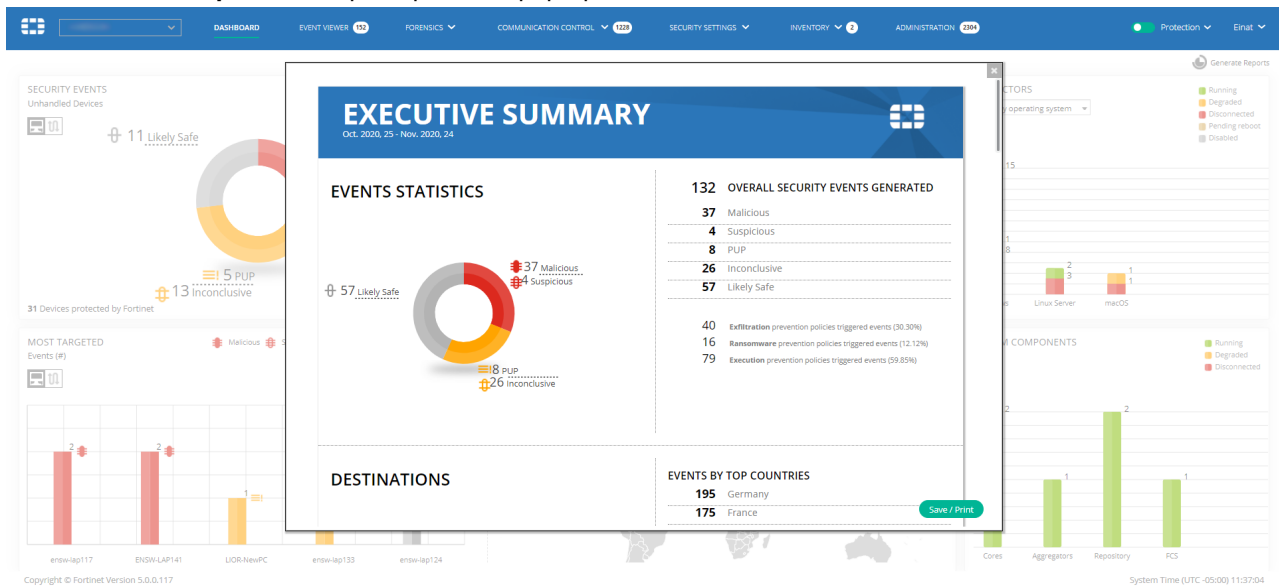 DASHBOARD
EVENT VIEWER 152
FORENSICS
COMMUNICATION CONTROL 1228
SECURITY SETTINGS
INVENTORY 2
ADMINISTRATION 2304
Protection
Einat
Generate Reports
SECURITY EVENTS
Unhandled Devices
11 Likely Safe
5 PUP
13 Inconclusive
31 Devices protected by Fortinet
EXECUTIVE SUMMARY
Oct. 2020, 25 - Nov. 2020, 24
EVENTS STATISTICS
57 Likely Safe
37 Malicious
4 Suspicious
8 PUP
26 Inconclusive
132 OVERALL SECURITY EVENTS GENERATED
37 Malicious
4 Suspicious
8 PUP
26 Inconclusive
57 Likely Safe
40 Exfiltration prevention policies triggered events (30.30%)
16 Ransomware prevention policies triggered events (12.12%)
79 Execution prevention policies triggered events (59.85%)
DESTINATIONS
EVENTS BY TOP COUNTRIES
195 Germany
175 France
Save / Print
CTORS
y operating system
Running
Degraded
Disconnected
Pending reboot
Disabled
15
1
8
2
3
1
1
s
Linux Server
macOS
MOST TARGETED
Events (#)
Malicious
S
2
2
1
ensw-lap117
ENSW-LAP141
LIOR-NewPC
ensw-lap133
ensw-lap124
M COMPONENTS
Running
Degraded
Disconnected
2
1
2
1
Cores
Aggregators
Repository
FCS
Copyright © Fortinet Version 5.0.0.117
System Time (UTC -05:00) 11:37:04